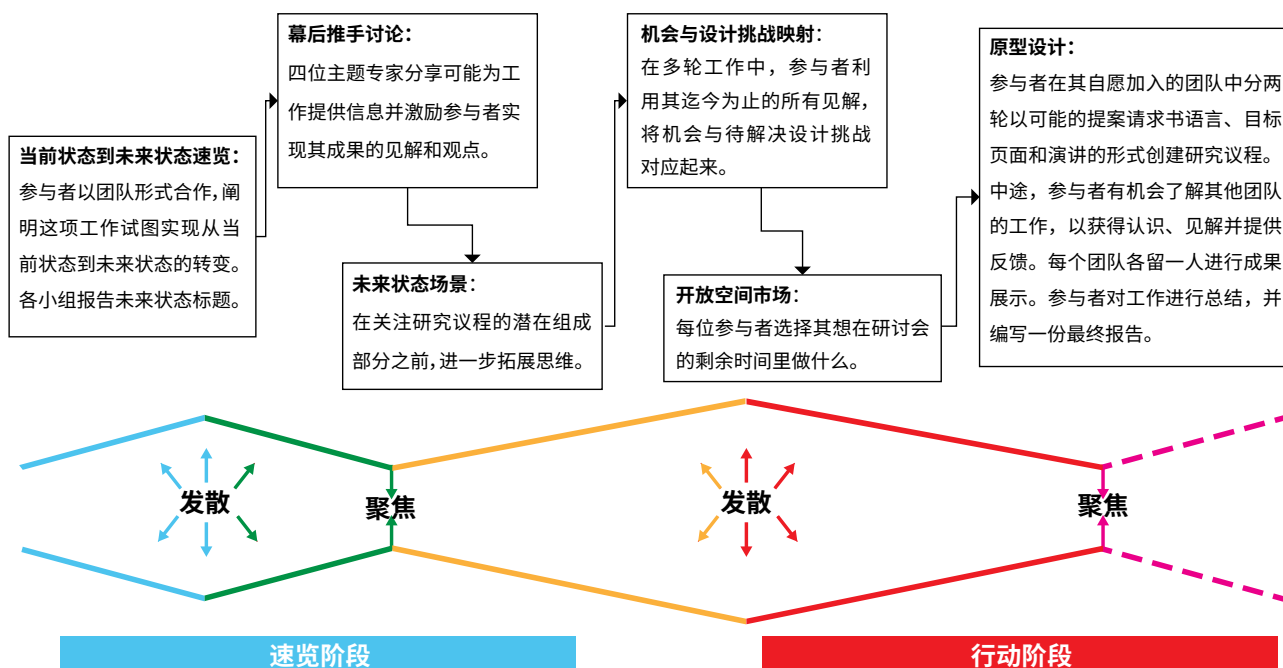 当前状态到未来状态速览：
参与者以团队形式合作，阐
明这项工作试图实现从当
前状态到未来状态的转变。
各小组报告未来状态标题。
幕后推手讨论：
四位主题专家分享可能为工
作提供信息并激励参与者实
现其成果的见解和观点。
未来状态场景：
在关注研究议程的潜在组成
部分之前，进一步拓展思维。
机会与设计挑战映射：
在多轮工作中，参与者利
用其迄今为止的所有见解，
将机会与待解决设计挑战
对应起来。
开放空间市场：
每位参与者选择其想在研讨会
的剩余时间里做什么。
原型设计：
参与者在其自愿加入的团队中分两
轮以可能的提案请求书语言、目标
页面和演讲的形式创建研究议程。
中途，参与者有机会了解其他团队
的工作，以获得认识、见解并提供
反馈。每个团队各留一人进行成果
展示。参与者对工作进行总结，并
编写一份最终报告。
发散
聚焦
发散
聚焦
速览阶段
行动阶段